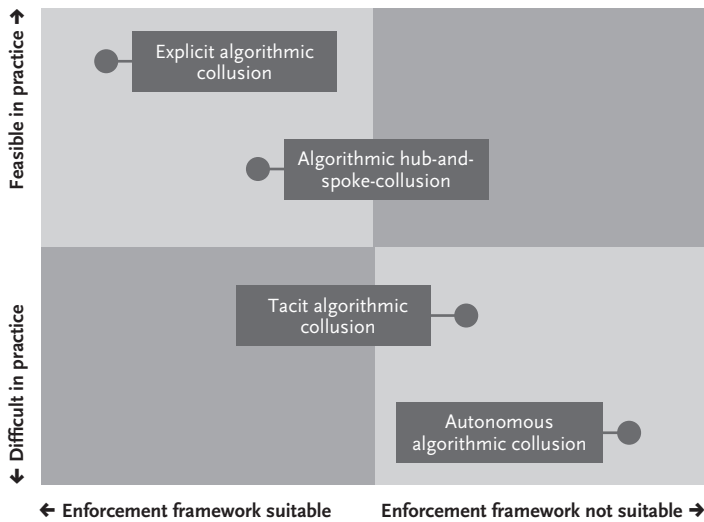 Feasible in practice →
Explicit algorithmic
collusion
Algorithmic hub-and-
spoke-collusion
Tacit algorithmic
collusion
Autonomous
algorithmic collusion
← Difficult in practice
← Enforcement framework suitable
Enforcement framework not suitable →